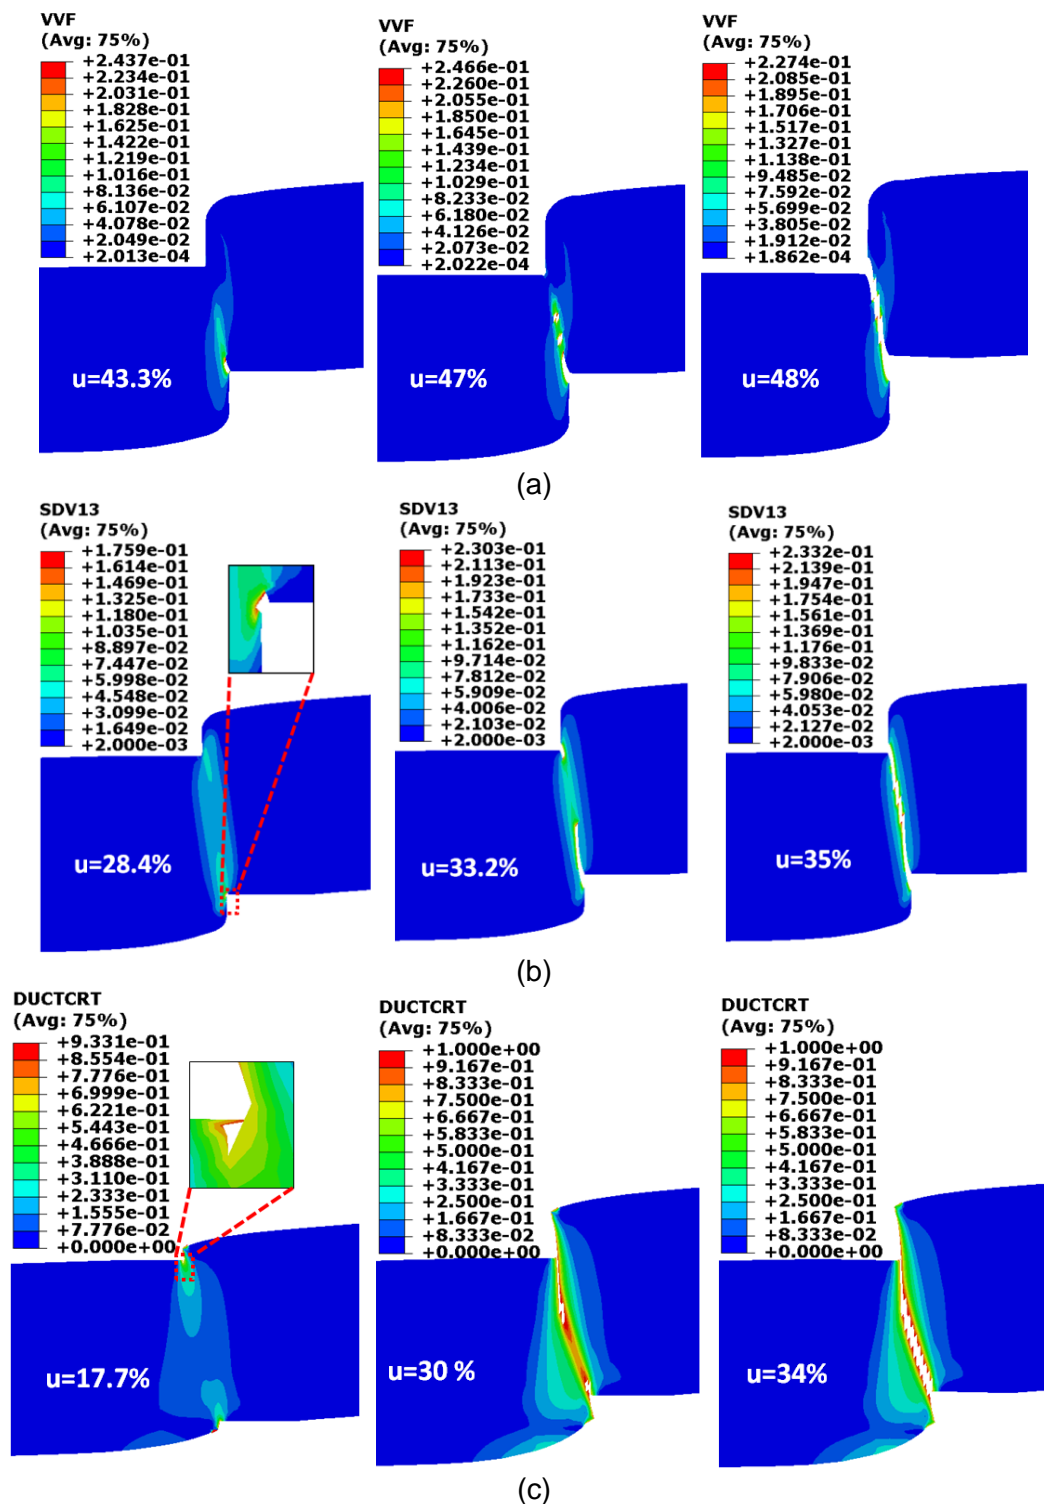 VVF
(Avg: 75%)
+2.437e-01
+2.234e-01
+2.031e-01
+1.828e-01
+1.625e-01
+1.422e-01
+1.219e-01
+1.016e-01
+8.136e-02
+6.107e-02
+4.078e-02
+2.049e-02
+2.013e-04
u=43.3%
VVF
(Avg: 75%)
+2.466e-01
+2.260e-01
+2.055e-01
+1.850e-01
+1.645e-01
+1.439e-01
+1.234e-01
+1.029e-01
+8.233e-02
+6.180e-02
+4.126e-02
+2.073e-02
+2.022e-04
u=47%
VVF
(Avg: 75%)
+2.274e-01
+2.085e-01
+1.895e-01
+1.706e-01
+1.517e-01
+1.327e-01
+1.138e-01
+9.485e-02
+7.592e-02
+5.699e-02
+3.805e-02
+1.912e-02
+1.862e-04
u=48%
(a)
SDV13
(Avg: 75%)
+1.759e-01
+1.614e-01
+1.469e-01
+1.325e-01
+1.180e-01
+1.035e-01
+8.897e-02
+7.447e-02
+5.998e-02
+4.548e-02
+3.099e-02
+1.649e-02
+2.000e-03
u=28.4%
SDV13
(Avg: 75%)
+2.303e-01
+2.113e-01
+1.923e-01
+1.733e-01
+1.542e-01
+1.352e-01
+1.162e-01
+9.714e-02
+7.812e-02
+5.909e-02
+4.006e-02
+2.103e-02
+2.000e-03
u=33.2%
SDV13
(Avg: 75%)
+2.332e-01
+2.139e-01
+1.947e-01
+1.754e-01
+1.561e-01
+1.369e-01
+1.176e-01
+9.833e-02
+7.906e-02
+5.980e-02
+4.053e-02
+2.127e-02
+2.000e-03
u=35%
(b)
DUCTCRT
(Avg: 75%)
+9.331e-01
+8.554e-01
+7.776e-01
+6.999e-01
+6.221e-01
+5.443e-01
+4.666e-01
+3.888e-01
+3.110e-01
+2.333e-01
+1.555e-01
+7.776e-02
+0.000e+00
u=17.7%
DUCTCRT
(Avg: 75%)
+1.000e+00
+9.167e-01
+8.333e-01
+7.500e-01
+6.667e-01
+5.833e-01
+5.000e-01
+4.167e-01
+3.333e-01
+2.500e-01
+1.667e-01
+8.333e-02
+0.000e+00
u=30 %
DUCTCRT
(Avg: 75%)
+1.000e+00
+9.167e-01
+8.333e-01
+7.500e-01
+6.667e-01
+5.833e-01
+5.000e-01
+4.167e-01
+3.333e-01
+2.500e-01
+1.667e-01
+8.333e-02
+0.000e+00
u=34%
(c)